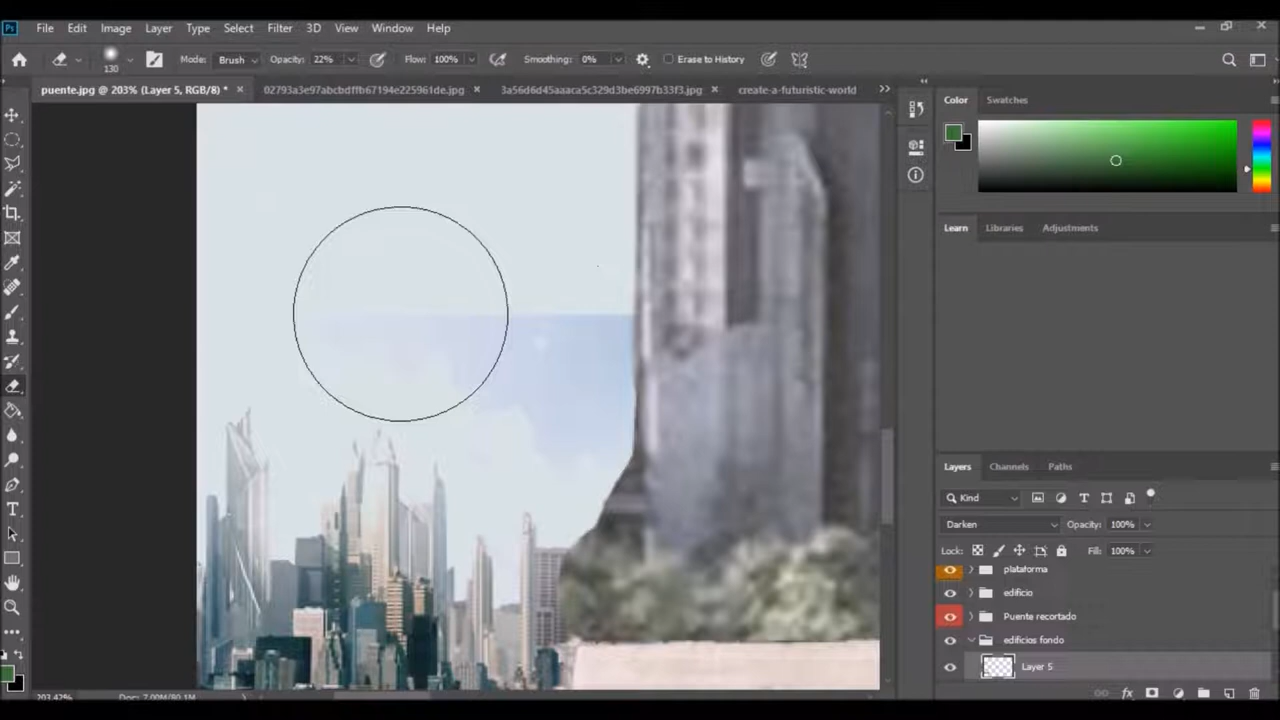 Ps File Edit Image Layer Type Select Filter 3D View Window Help
130 Mode: Brush Opacity: 22% Flow: 100% Smoothing: 0% Erase to History
puente.jpg @ 203% (Layer 5, RGB/8) * 02793a3e97abcbdffb67194e225961de.jpg 3a56d6d45aaaca5c329d3be6997b33f3.jpg create-a-futuristic-world
Color Swatches
Learn Libraries Adjustments
Layers Channels Paths
Kind
Darken Opacity: 100%
Lock: Fill: 100%
plataforma
edificio
Puente recortado
edificios fondo
Layer 5
203.42% Doc: 7.00M/80.1M